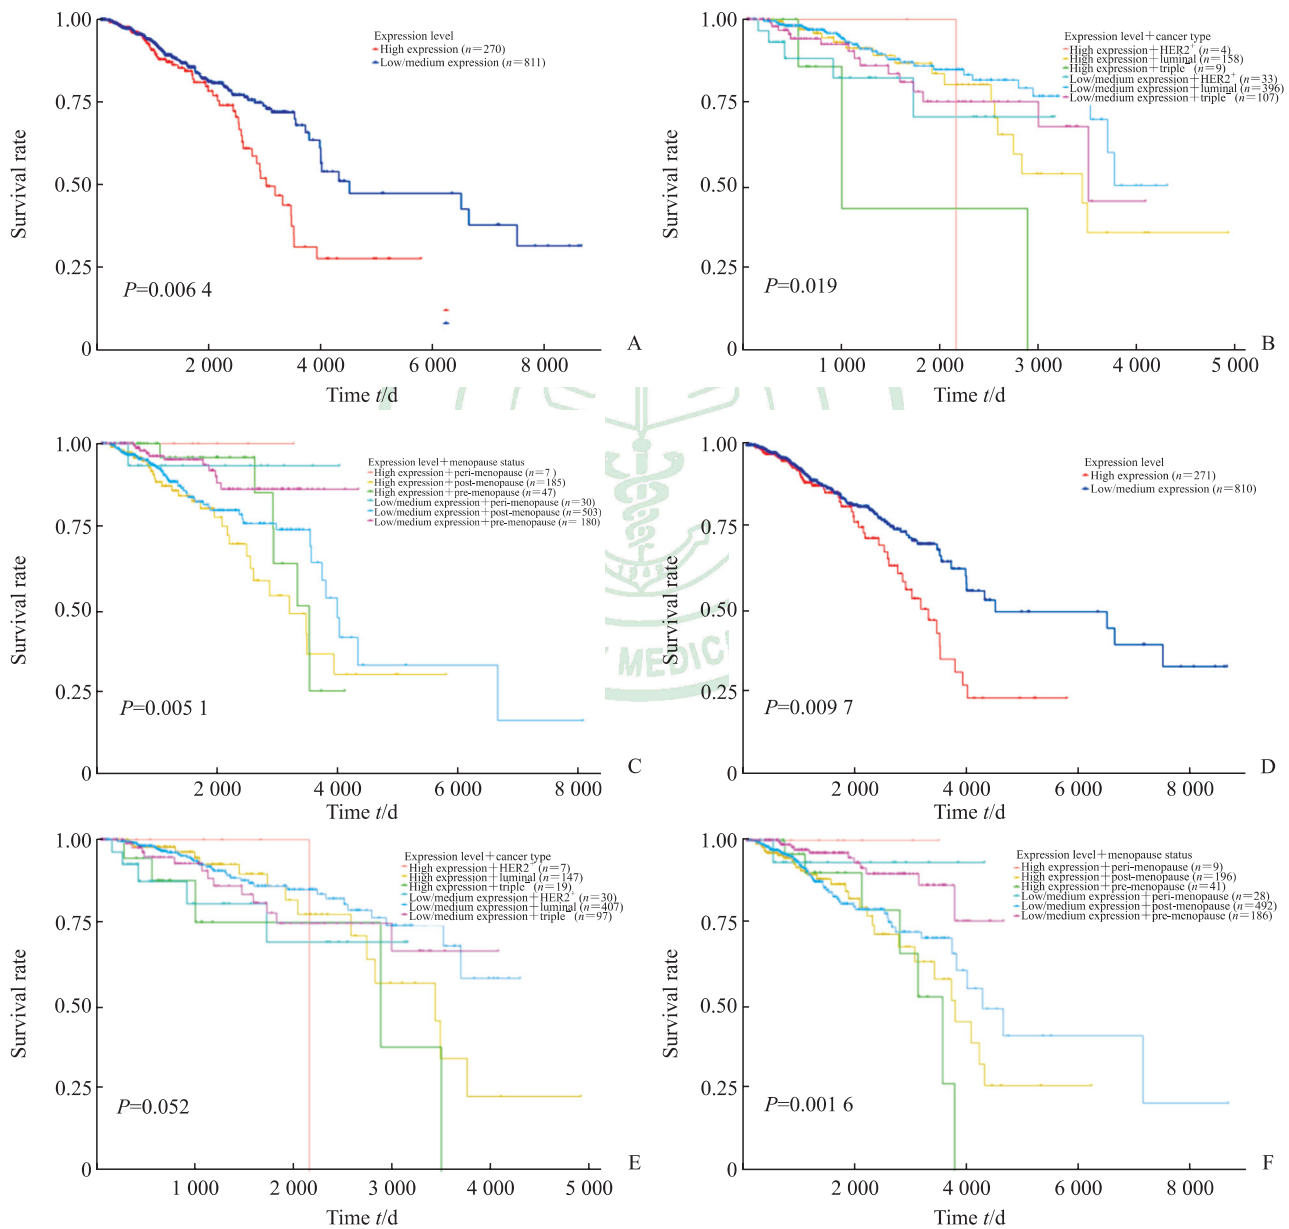 1.00
0.75
0.50
0.25
0
Survival rate
Expression level
High expression (n=270)
Low/medium expression (n=811)
P=0.006 4
2 000
4 000
6 000
8 000
Time t/d
A
1.00
0.75
0.50
0.25
0
Survival rate
Expression level+cancer type
High expression+HER2+ (n=4)
High expression+luminal (n=158)
High expression+triple− (n=9)
Low/medium expression+HER2+ (n=33)
Low/medium expression+luminal (n=396)
Low/medium expression+triple− (n=107)
P=0.019
1 000
2 000
3 000
4 000
5 000
Time t/d
B
1.00
0.75
0.50
0.25
0
Survival rate
Expression level+menopause status
High expression+peri-menopause (n=7 )
High expression+post-menopause (n=185)
High expression+pre-menopause (n=47)
Low/medium expression+peri-menopause (n=30)
Low/medium expression+post-menopause (n=503)
Low/medium expression+pre-menopause (n= 180)
P=0.005 1
2 000
4 000
6 000
8 000
Time t/d
C
1.00
0.75
0.50
0.25
0
Survival rate
Expression level
High expression (n=271)
Low/medium expression (n=810)
P=0.009 7
2 000
4 000
6 000
8 000
Time t/d
D
MEDIC
1.00
0.75
0.50
0.25
0
Survival rate
Expression level+cancer type
High expression+HER2− (n=7)
High expression+luminal (n=147)
High expression+triple− (n=19)
Low/medium expression+HER2+ (n=30)
Low/medium expression+luminal (n=407)
Low/medium expression+triple− (n=97)
P=0.052
1 000
2 000
3 000
4 000
5 000
Time t/d
E
1.00
0.75
0.50
0.25
0
Survival rate
Expression level+menopause status
High expression+peri-menopause (n=9)
High expression+post-menopause (n=196)
High expression+pre-menopause (n=41)
Low/medium expression+peri-menopause (n=28)
Low/medium expression+post-menopause (n=492)
Low/medium expression+pre-menopause (n=186)
P=0.001 6
2 000
4 000
6 000
8 000
Time t/d
F